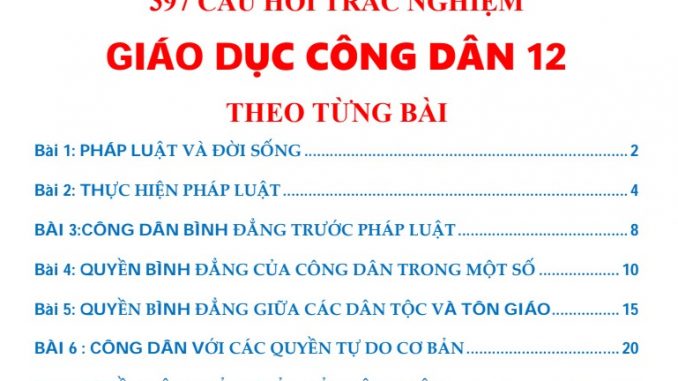 397 CÂU HỎI TRẮC NGHIỆM
GIÁO DỤC CÔNG DÂN 12
THEO TỪNG BÀI
Bài 1: PHÁP LUẬT VÀ ĐỜI SỐNG 2
Bài 2: THỰC HIỆN PHÁP LUẬT 4
BÀI 3:CÔNG DÂN BÌNH ĐẲNG TRƯỚC PHÁP LUẬT 8
Bài 4: QUYỀN BÌNH ĐẲNG CỦA CÔNG DÂN TRONG MỘT SỐ 10
Bài 5: QUYỀN BÌNH ĐẲNG GIỮA CÁC DÂN TỘC VÀ TÔN GIÁO 15
BÀI 6 : CÔNG DÂN VỚI CÁC QUYỀN TỰ DO CƠ BẢN 20